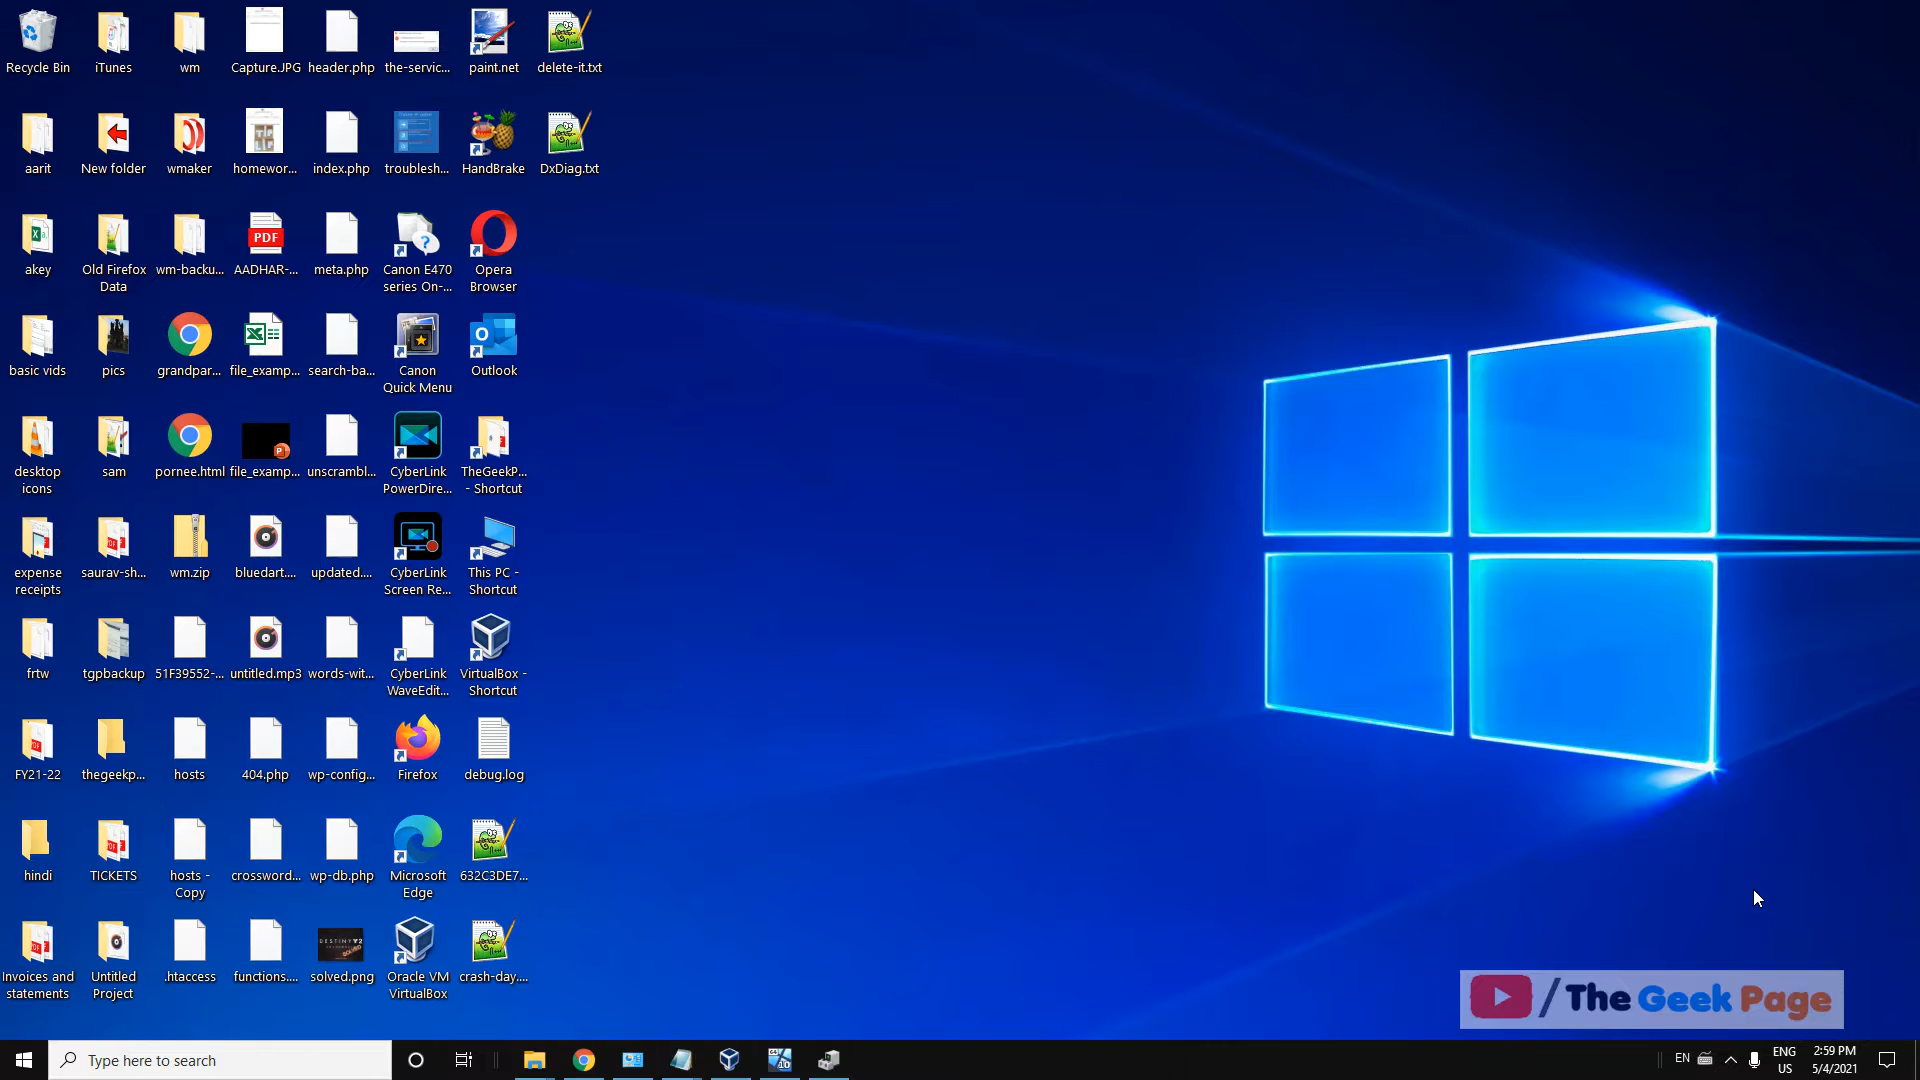 Recycle Bin
iTunes
wm
Capture.JPG
header.php
the-servic...
paint.net
delete-it.txt
aarit
New folder
wmaker
homewor...
index.php
troublesh...
HandBrake
DxDiag.txt
akey
Old Firefox
Data
wm-backu...
PDF
AADHAR-...
meta.php
Canon E470
series On-...
Opera
Browser
basic vids
pics
grandpar...
file_examp...
search-ba...
Canon
Quick Menu
Outlook
desktop
icons
sam
pornee.html
file_examp...
unscrambl...
CyberLink
PowerDire...
TheGeekP...
- Shortcut
expense
receipts
saurav-sh...
wm.zip
bluedart....
updated....
CyberLink
Screen Re...
This PC -
Shortcut
frtw
tgpbackup
51F39552-...
untitled.mp3
words-wit...
CyberLink
WaveEdit...
VirtualBox -
Shortcut
FY21-22
thegeekp...
hosts
404.php
wp-config...
Firefox
debug.log
hindi
TICKETS
hosts -
Copy
crossword...
wp-db.php
Microsoft
Edge
632C3DE7...
Invoices and
statements
Untitled
Project
.htaccess
functions....
DESTINY 2
SOLVED
solved.png
Oracle VM
VirtualBox
crash-day....
/ The Geek Page
Type here to search
EN
ENG
US
2:59 PM
5/4/2021